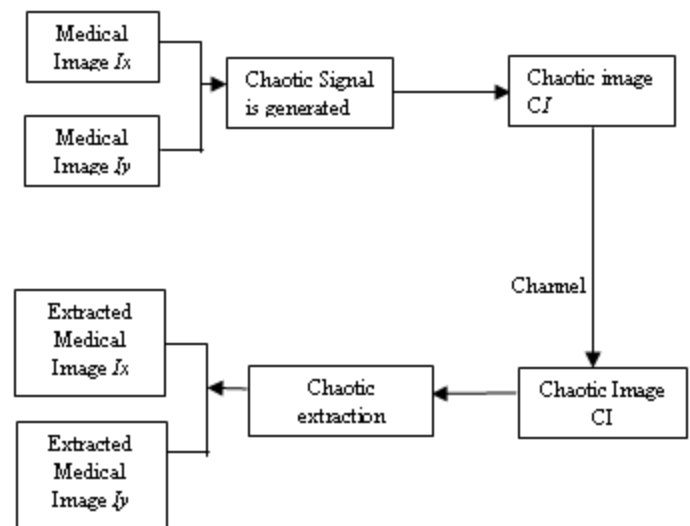 Medical
Image Ix
Chaotic Signal
is generated
Chaotic image
CI
Medical
Image Iy
Channel
Extracted
Medical
Image Ix
Chaotic
extraction
Chaotic Image
CI
Extracted
Medical
Image Iy